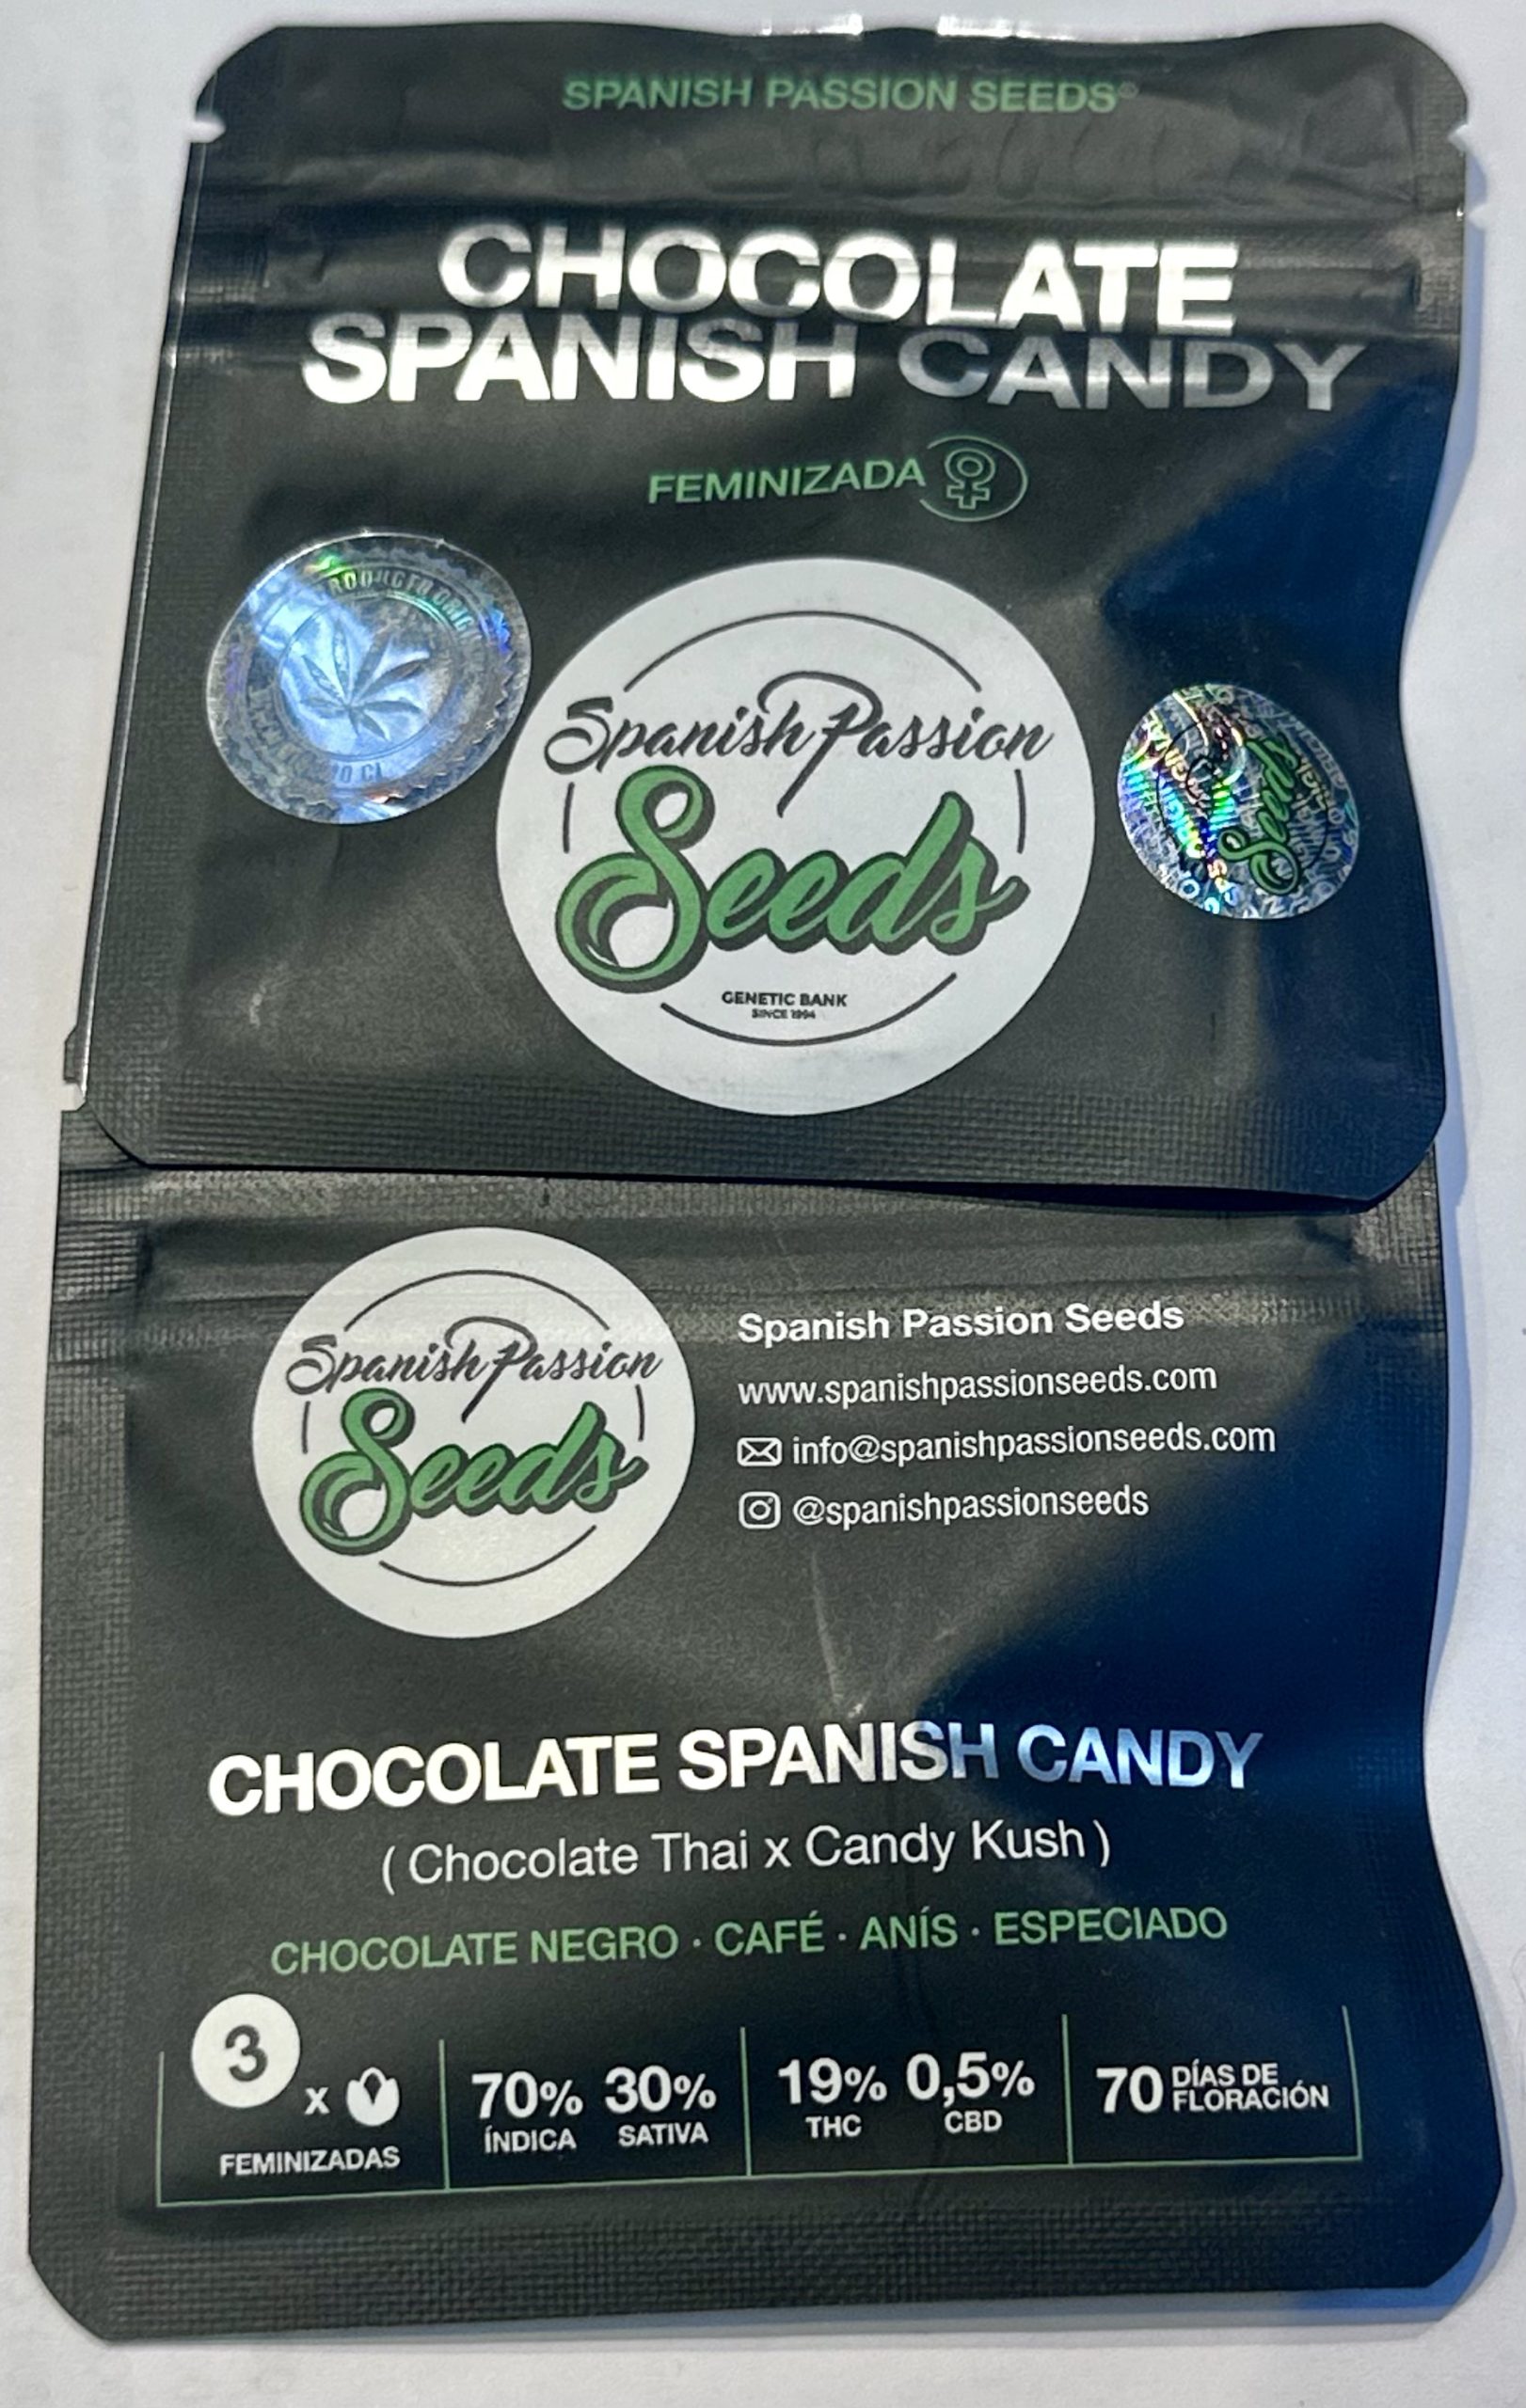 SPANISH PASSION SEEDS®
CHOCOLATE
SPANISH CANDY
FEMINIZADA
Spanish Passion
Seeds
GENETIC BANK
SINCE 1994
Seeds
Spanish Passion
Seeds
Spanish Passion Seeds
www.spanishpassionseeds.com
info@spanishpassionseeds.com
@spanishpassionseeds
CHOCOLATE SPANISH CANDY
( Chocolate Thai x Candy Kush )
CHOCOLATE NEGRO · CAFÉ · ANÍS · ESPECIADO
3 x
FEMINIZADAS
70% 30%
ÍNDICA SATIVA
19% 0,5%
THC CBD
70 DÍAS DE
FLORACIÓN